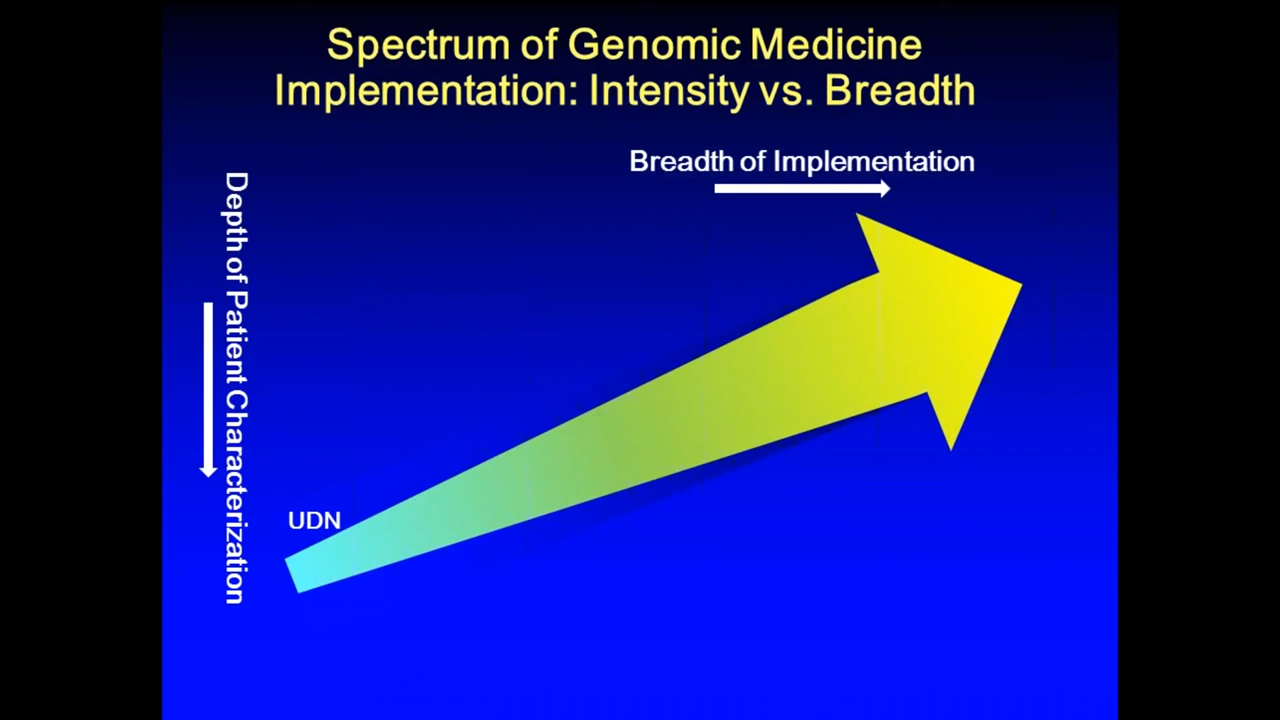 Spectrum of Genomic Medicine
Implementation: Intensity vs. Breadth
Breadth of Implementation
Depth of Patient Characterization
UDN